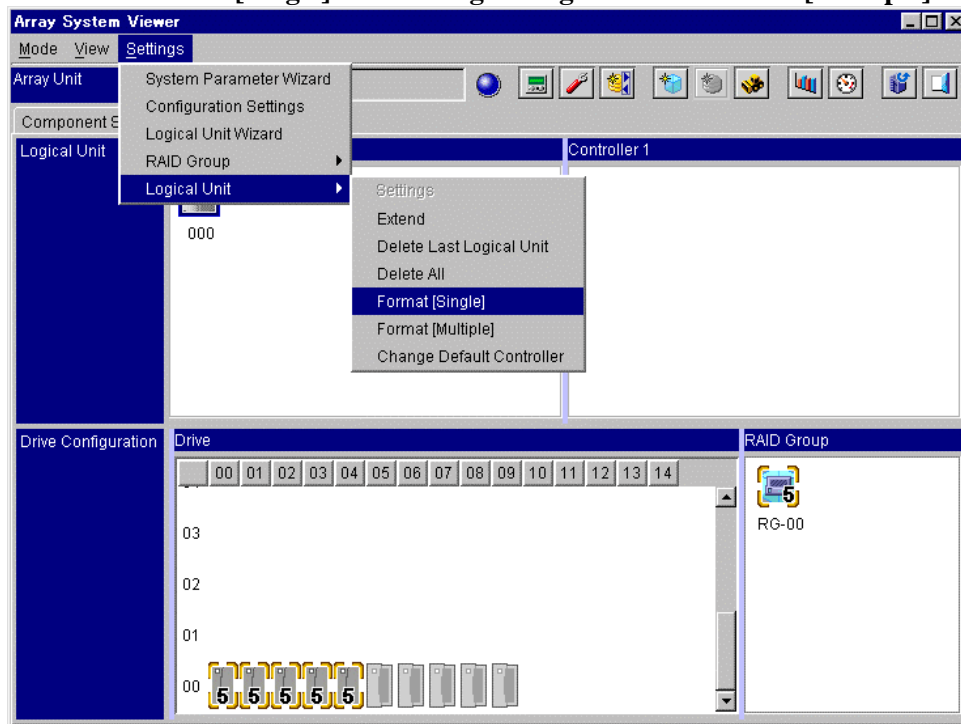 Array System Viewer
Mode View Settings
Array Unit
System Parameter Wizard
Configuration Settings
Logical Unit Wizard
RAID Group
Logical Unit
Component S
Logical Unit
Controller 1
000
Settings
Extend
Delete Last Logical Unit
Delete All
Format [Single]
Format [Multiple]
Change Default Controller
Drive Configuration
Drive
RAID Group
00 01 02 03 04 05 06 07 08 09 10 11 12 13 14
03
02
01
00
5 5 5 5 5
5
RG-00